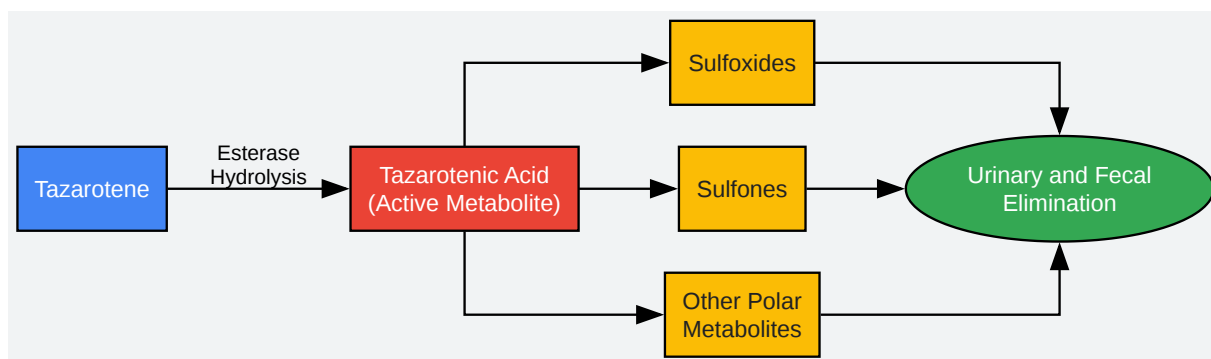 Tazarotene
Esterase
Hydrolysis
Tazarotenic Acid
(Active Metabolite)
Sulfoxides
Sulfones
Other Polar
Metabolites
Urinary and Fecal
Elimination